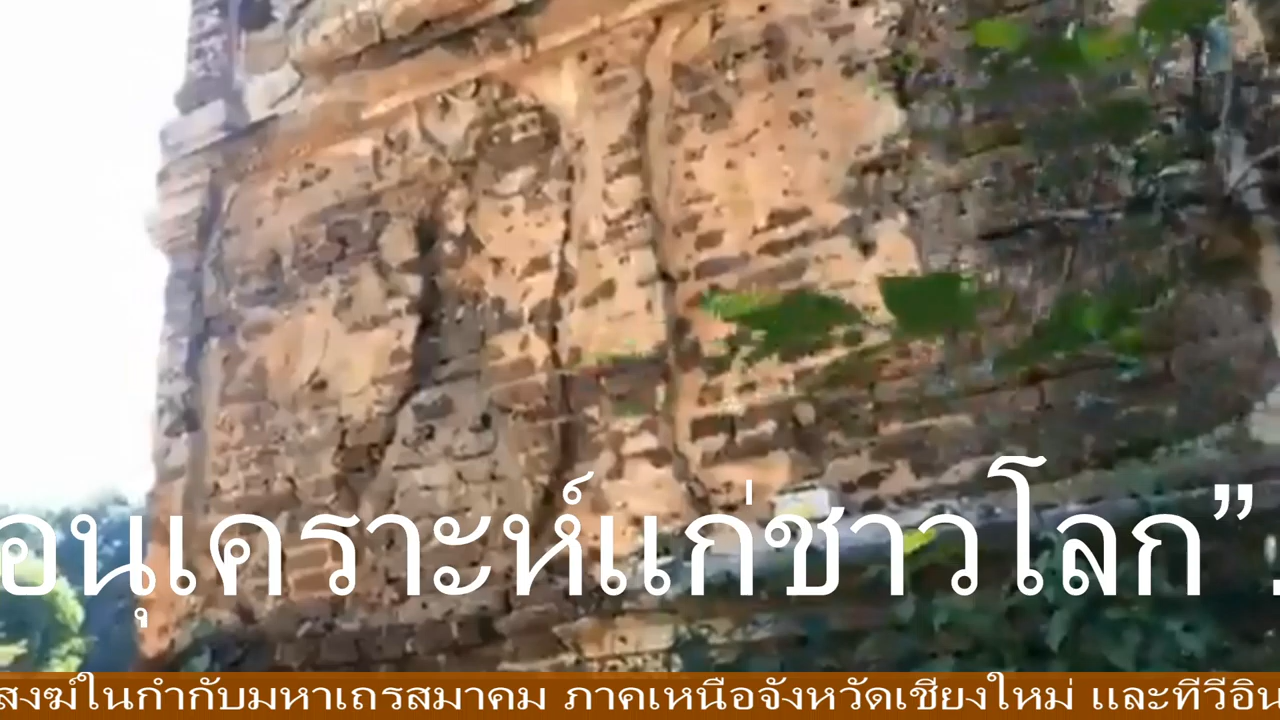 อนุเคราะห์แก่ชาวโลก”
สงฆ์ในกำกับมหาเถรสมาคม ภาคเหนือจังหวัดเชียงใหม่ และทีวีอิน